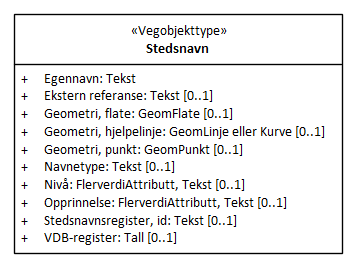 «Vegobjekttype»
Stedsnavn
+ Egennavn: Tekst
+ Ekstern referanse: Tekst [0..1]
+ Geometri, flate: GeomFlate [0..1]
+ Geometri, hjelpelinje: GeomLinje eller Kurve [0..1]
+ Geometri, punkt: GeomPunkt [0..1]
+ Navnetype: Tekst [0..1]
+ Nivå: FlerverdiAttributt, Tekst [0..1]
+ Opprinnelse: FlerverdiAttributt, Tekst [0..1]
+ Stedsnavnsregister, id: Tekst [0..1]
+ VDB-register: Tall [0..1]